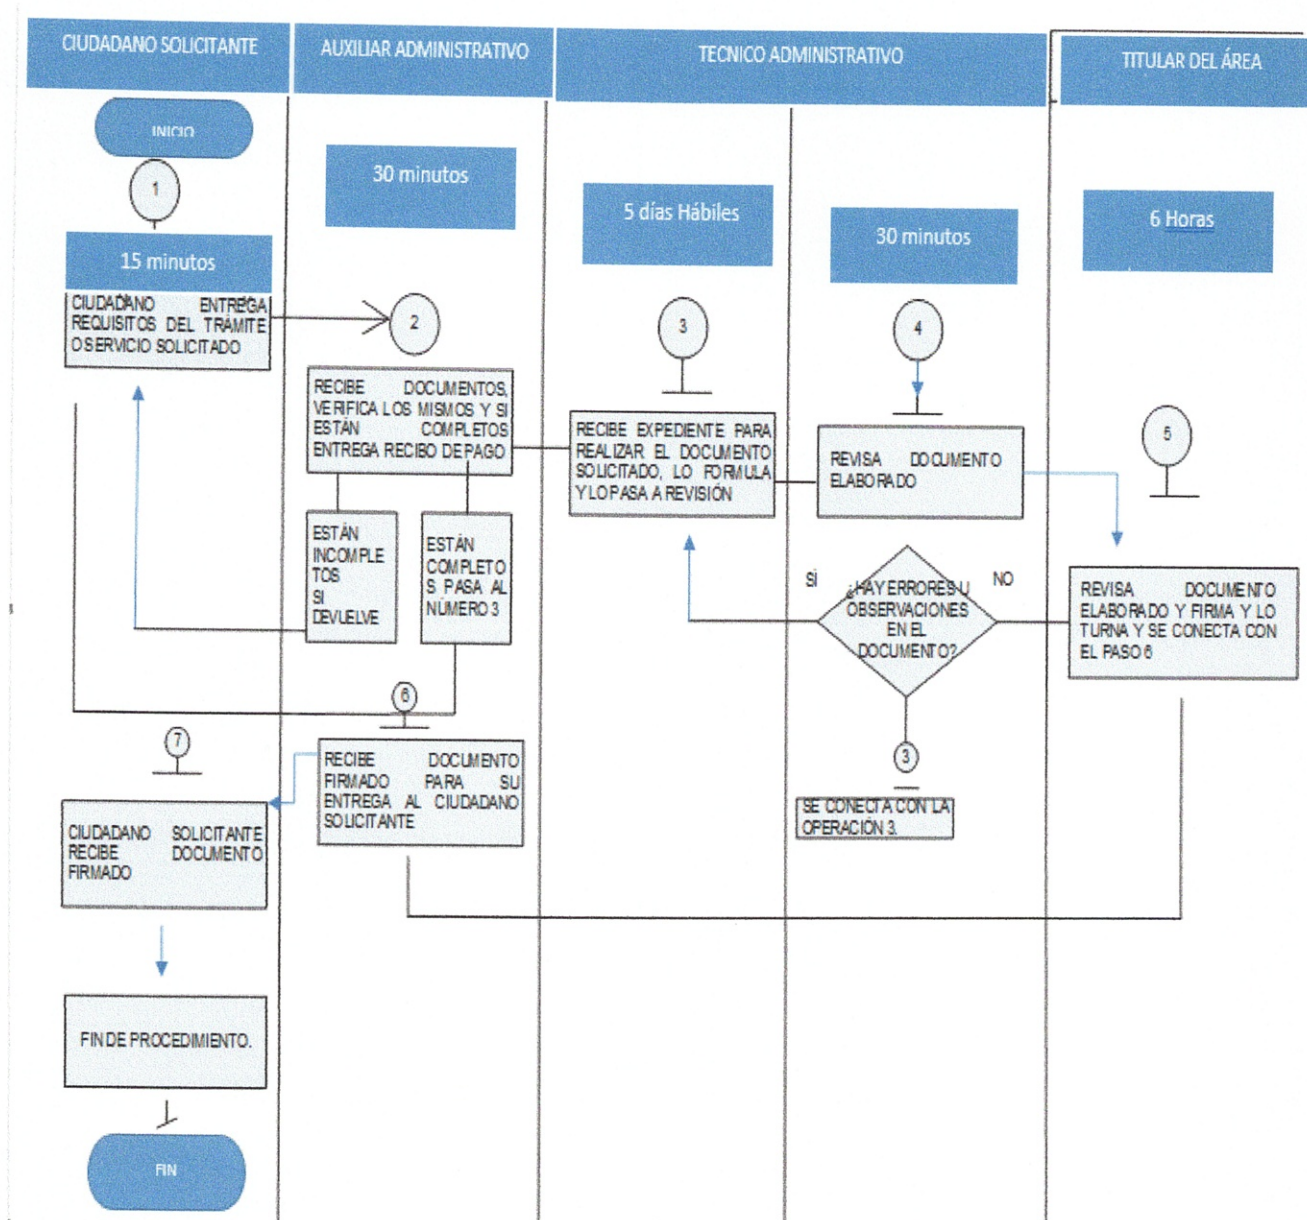 CIUDADANO SOLICITANTE
AUXILIAR ADMINISTRATIVO
TECNICO ADMINISTRATIVO
TITULAR DEL ÁREA
INICIO
1
15 minutos
CIUDADANO ENTREGA
REQUISITOS DEL TRÁMITE
O SERVICIO SOLICITADO
30 minutos
2
RECIBE DOCUMENTOS,
VERIFICA LOS MISMOS Y SI
ESTÁN COMPLETOS
ENTREGA RECIBO DE PAGO
ESTÁN
INCOMPLE
TOS
SI
DEVUELVE
ESTÁN
COMPLETO
S PASA AL
NÚMERO 3
5 días Hábiles
3
RECIBE EXPEDIENTE PARA
REALIZAR EL DOCUMENTO
SOLICITADO, LO FORMULA
Y LO PASA A REVISIÓN
30 minutos
4
REVISA DOCUMENTO
ELABORADO
SÍ
¿HAY ERRORES U
OBSERVACIONES
EN EL
DOCUMENTO?
NO
3
SE CONECTA CON LA
OPERACIÓN 3.
6 Horas
5
REVISA DOCUMENTO
ELABORADO Y FIRMA Y LO
TURNA Y SE CONECTA CON
EL PASO 6
6
RECIBE DOCUMENTO
FIRMADO PARA SU
ENTREGA AL CIUDADANO
SOLICITANTE
7
CIUDADANO SOLICITANTE
RECIBE DOCUMENTO
FIRMADO
FIN DE PROCEDIMIENTO.
FIN